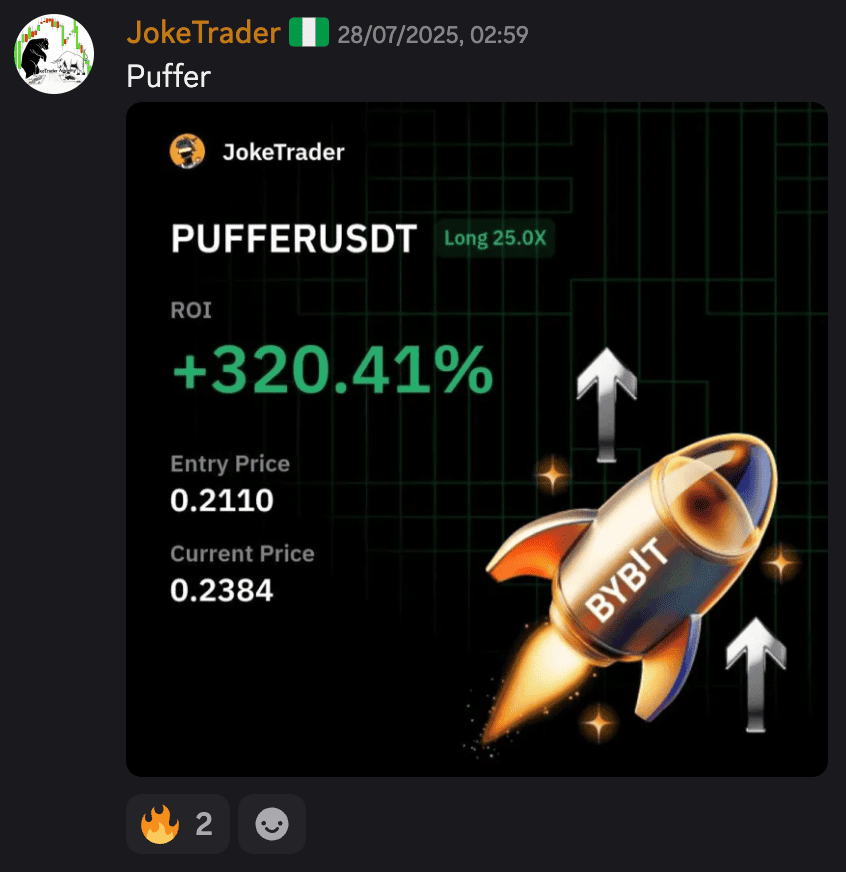 JokeTrader 🇳🇬 28/07/2025, 02:59
Puffer
JokeTrader
PUFFERUSDT Long 25.0X
ROI
+320.41%
Entry Price
0.2110
Current Price
0.2384
BYBIT
🔥 2